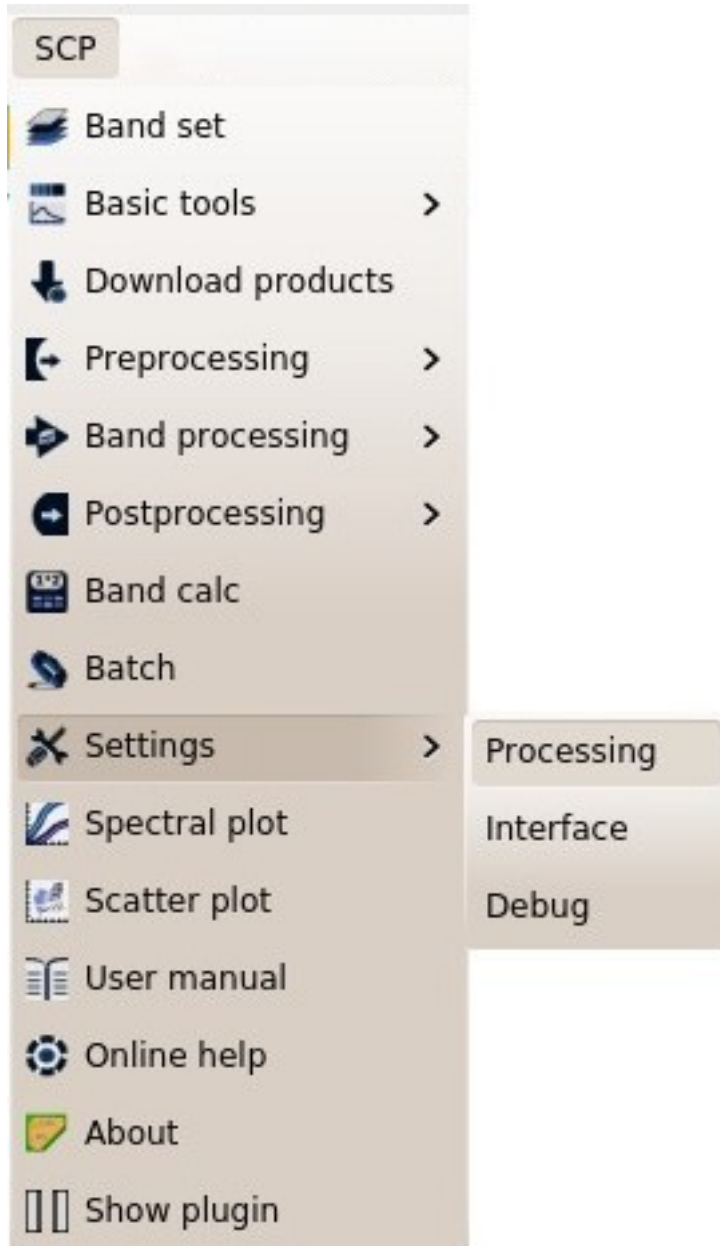 SCP
Band set
Basic tools
Download products
Preprocessing
Band processing
Postprocessing
Band calc
Batch
Settings
Processing
Interface
Debug
Spectral plot
Scatter plot
User manual
Online help
About
Show plugin